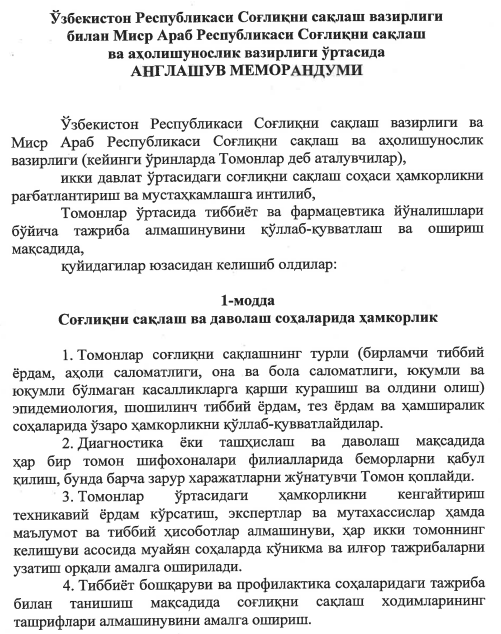 Ўзбекистон Республикаси Соғлиқни сақлаш вазирлиги
билан Миср Араб Республикаси Соғлиқни сақлаш
ва аҳолишунослик вазирлиги ўртасида
АНГЛАШУВ МЕМОРАНДУМИ
Ўзбекистон Республикаси Соғлиқни сақлаш вазирлиги ва
Миср Араб Республикаси Соғлиқни сақлаш ва аҳолишунослик
вазирлиги (кейинги ўринларда Томонлар деб аталувчилар),
икки давлат ўртасидаги соғлиқни сақлаш соҳаси ҳамкорликни
рағбатлантириш ва мустаҳкамлашга интилиб,
Томонлар ўртасида тиббиёт ва фармацевтика йўналишлари
бўйича тажриба алмашинувини қўллаб-қувватлаш ва ошириш
мақсадида,
қуйидагилар юзасидан келишиб олдилар:
1-модда
Соғлиқни сақлаш ва даволаш соҳаларида ҳамкорлик
1. Томонлар соғлиқни сақлашнинг турли (бирламчи тиббий
ёрдам, аҳоли саломатлиги, она ва бола саломатлиги, юқумли ва
юқумли бўлмаган касалликларга қарши курашиш ва олдини олиш)
эпидемиология, шошилинч тиббий ёрдам, тез ёрдам ва ҳамширалик
соҳаларида ўзаро ҳамкорликни қўллаб-қувватлайдилар.
2. Диагностика ёки ташҳислаш ва даволаш мақсадида
ҳар бир томон шифохоналари филиалларида беморларни қабул
қилиш, бунда барча зарур харажатларни жўнатувчи Томон қоплайди.
3. Томонлар ўртасидаги ҳамкорликни кенгайтириш
техникавий ёрдам кўрсатиш, экспертлар ва мутахассислар ҳамда
маълумот ва тиббий ҳисоботлар алмашинуви, ҳар икки томоннинг
келишуви асосида муайян соҳаларда кўникма ва илғор тажрибаларни
узатиш орқали амалга оширилади.
4. Тиббиёт бошқаруви ва профилактика соҳаларидаги тажриба
билан танишиш мақсадида соғлиқни сақлаш ходимларининг
ташрифлари алмашинувини амалга ошириш.